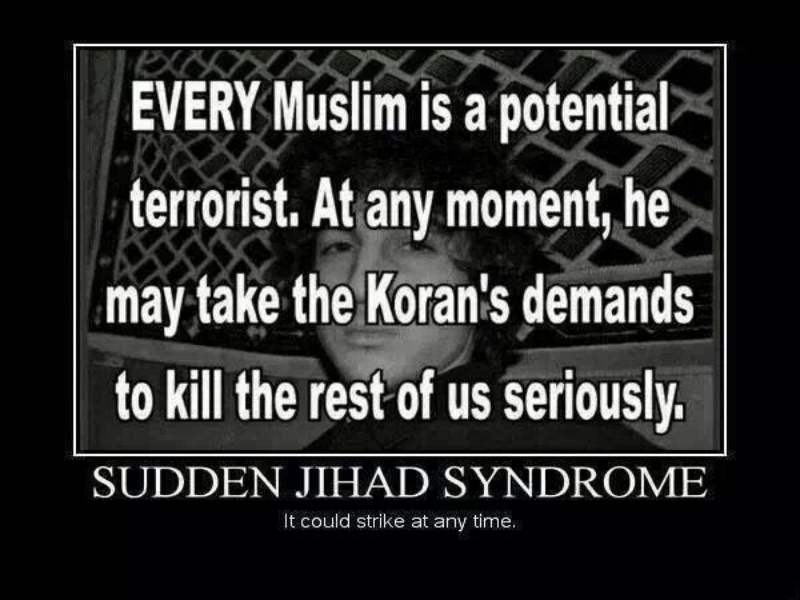 EVERY Muslim is a potential
terrorist. At any moment, he
may take the Koran's demands
to kill the rest of us seriously.
SUDDEN JIHAD SYNDROME
It could strike at any time.